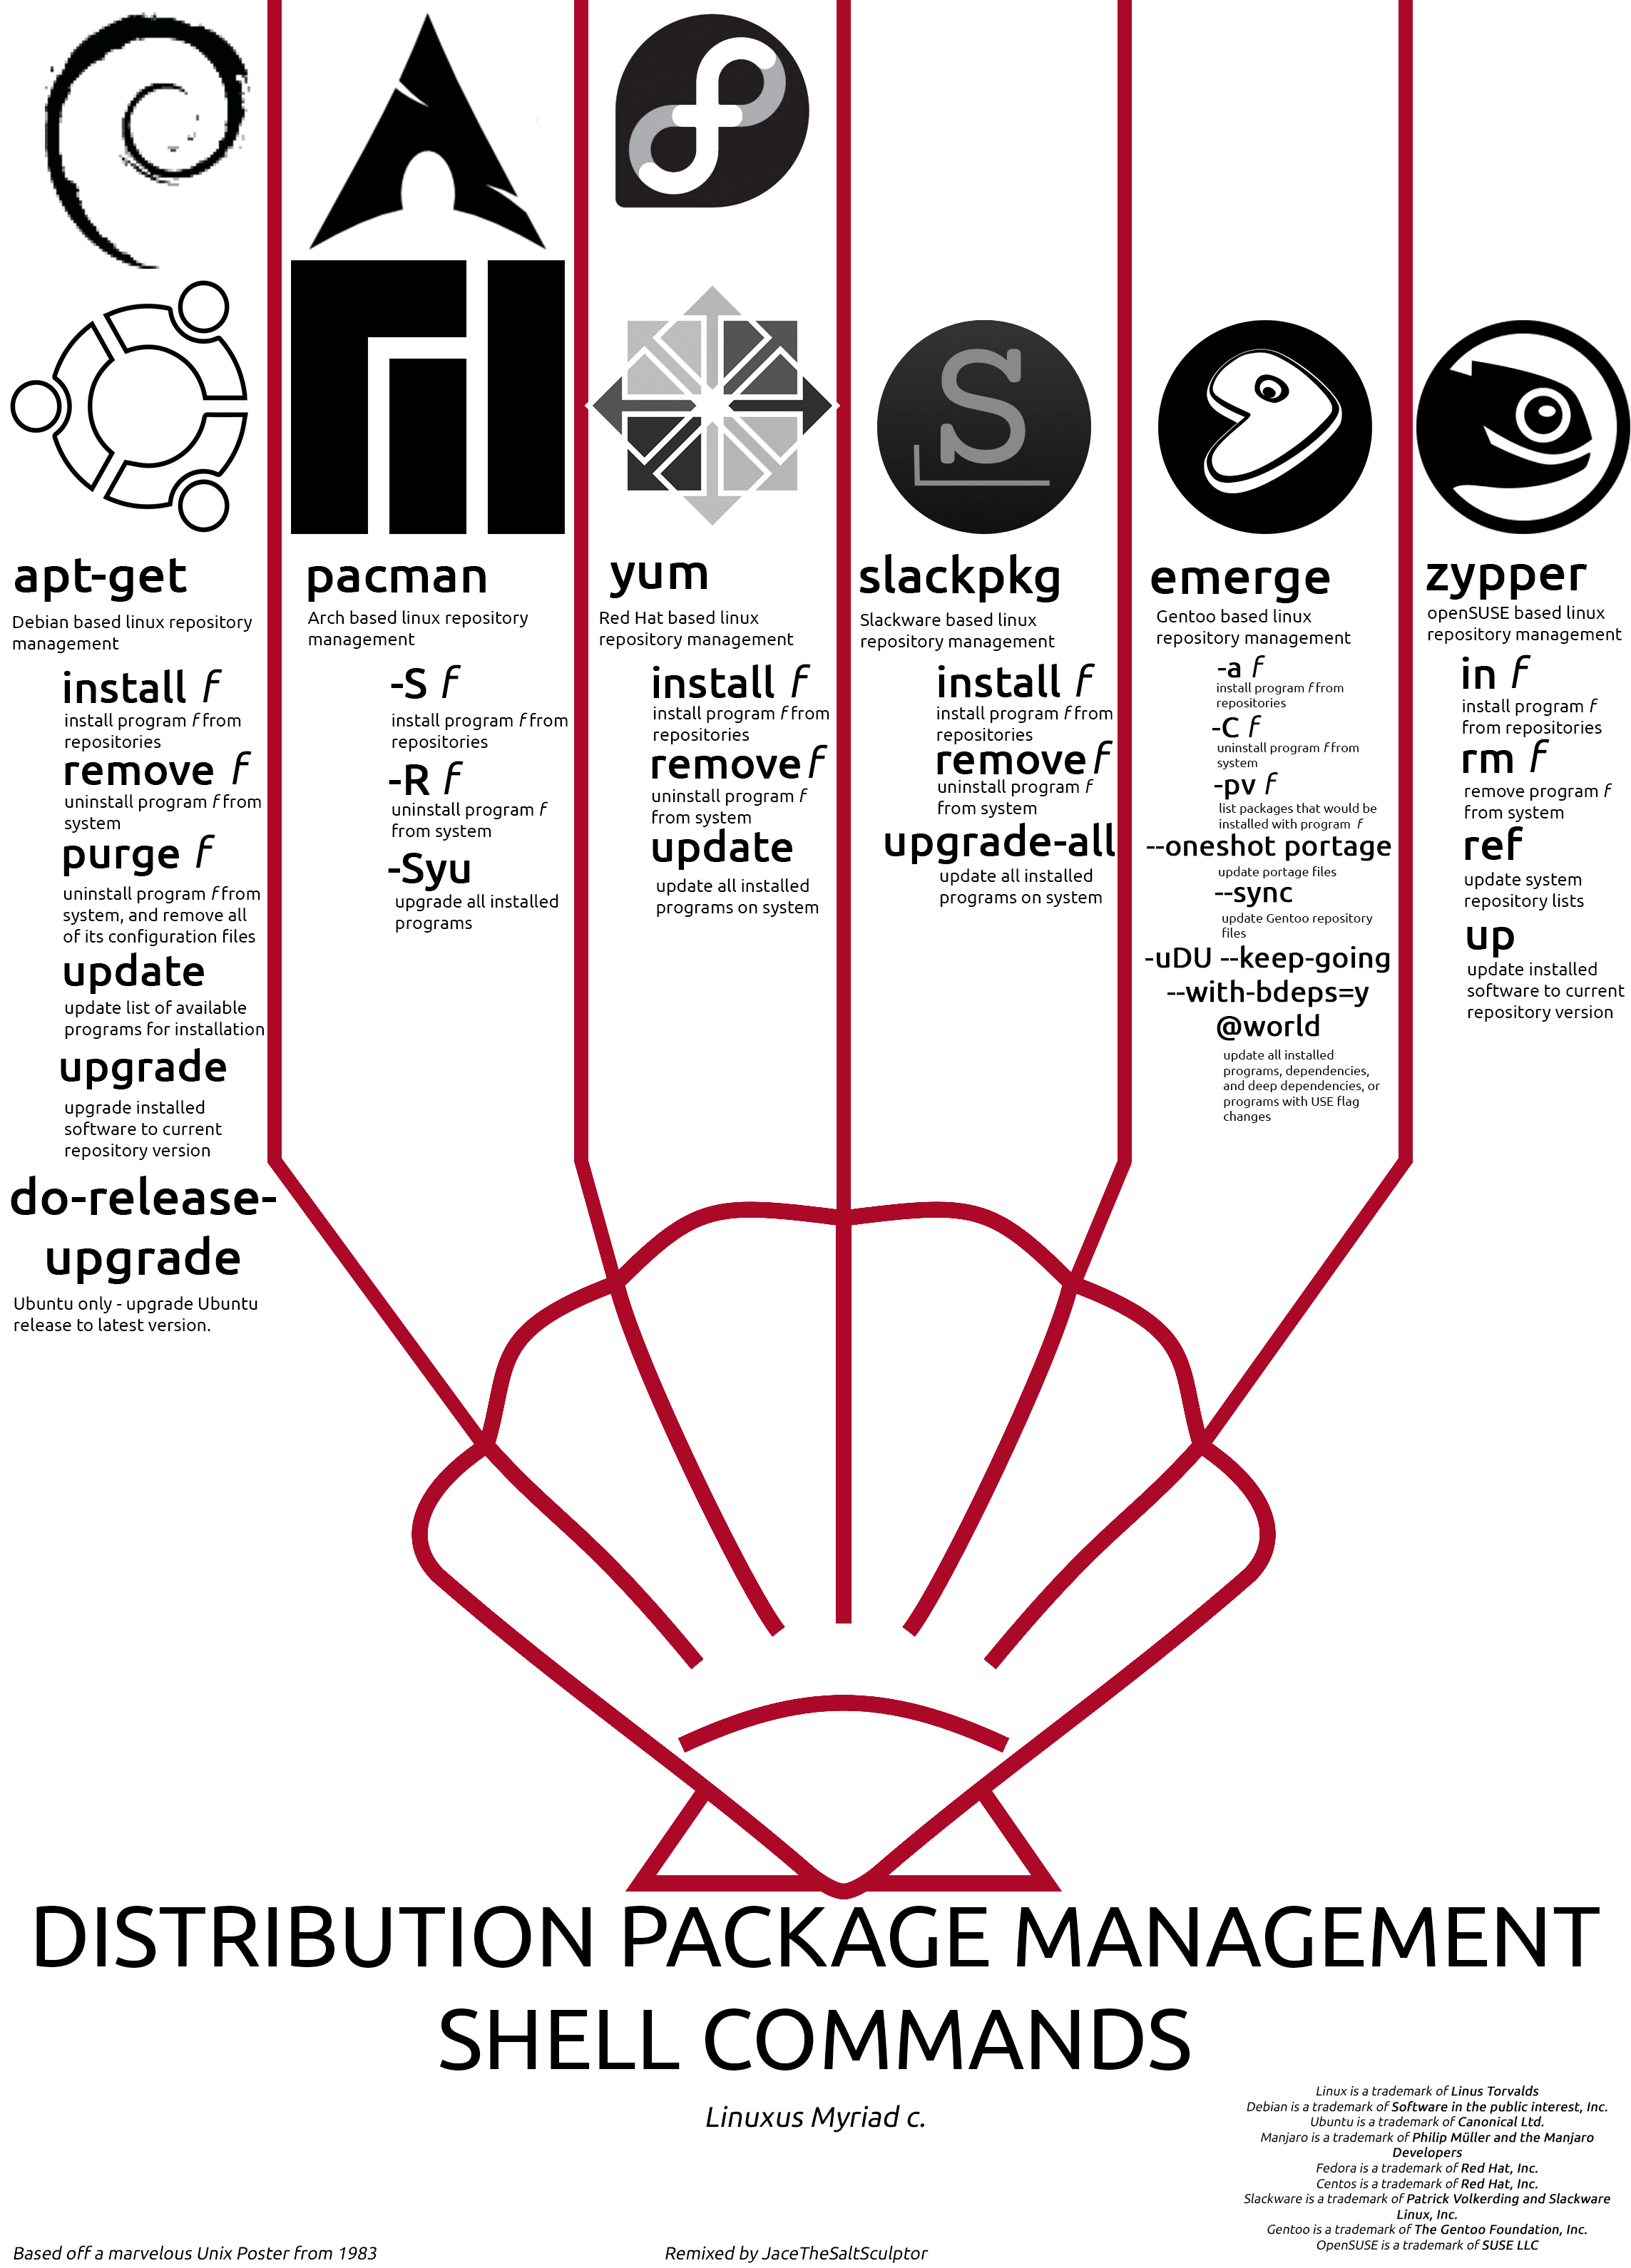 apt-get
Debian based linux repository
management
install f
install program f from
repositories
remove f
uninstall program f from
system
purge f
uninstall program f from
system, and remove all
of its configuration files
update
update list of available
programs for installation
upgrade
upgrade installed
software to current
repository version
do-release-
upgrade
Ubuntu only - upgrade Ubuntu
release to latest version.
pacman
Arch based linux repository
management
-S f
install program f from
repositories
-R f
uninstall program f
from system
-Syu
upgrade all installed
programs
yum
Red Hat based linux
repository management
install f
install program f from
repositories
remove f
uninstall program f
from system
update
update all installed
programs on system
S
slackpkg
Slackware based linux
repository management
install f
install program f from
repositories
remove f
uninstall program f
from system
upgrade-all
update all installed
programs on system
emerge
Gentoo based linux
repository management
-a f
install program f from
repositories
-C f
uninstall program f from
system
-pv f
list packages that would be
installed with program f
--oneshot portage
update portage files
--sync
update Gentoo repository
files
-uDU --keep-going
--with-bdeps=y
@world
update all installed
programs, dependencies,
and deep dependencies, or
programs with USE flag
changes
zypper
openSUSE based linux
repository management
in f
install program f
from repositories
rm f
remove program f
from system
ref
update system
repository lists
up
update installed
software to current
repository version
DISTRIBUTION PACKAGE MANAGEMENT
SHELL COMMANDS
Linuxus Myriad c.
Linux is a trademark of Linus Torvalds
Debian is a trademark of Software in the public interest, Inc.
Ubuntu is a trademark of Canonical Ltd.
Manjaro is a trademark of Philip Müller and the Manjaro
Developers
Fedora is a trademark of Red Hat, Inc.
Centos is a trademark of Red Hat, Inc.
Slackware is a trademark of Patrick Volkerding and Slackware
Linux, Inc.
Gentoo is a trademark of The Gentoo Foundation, Inc.
OpenSUSE is a trademark of SUSE LLC
Based off a marvelous Unix Poster from 1983
Remixed by JaceTheSaltSculptor